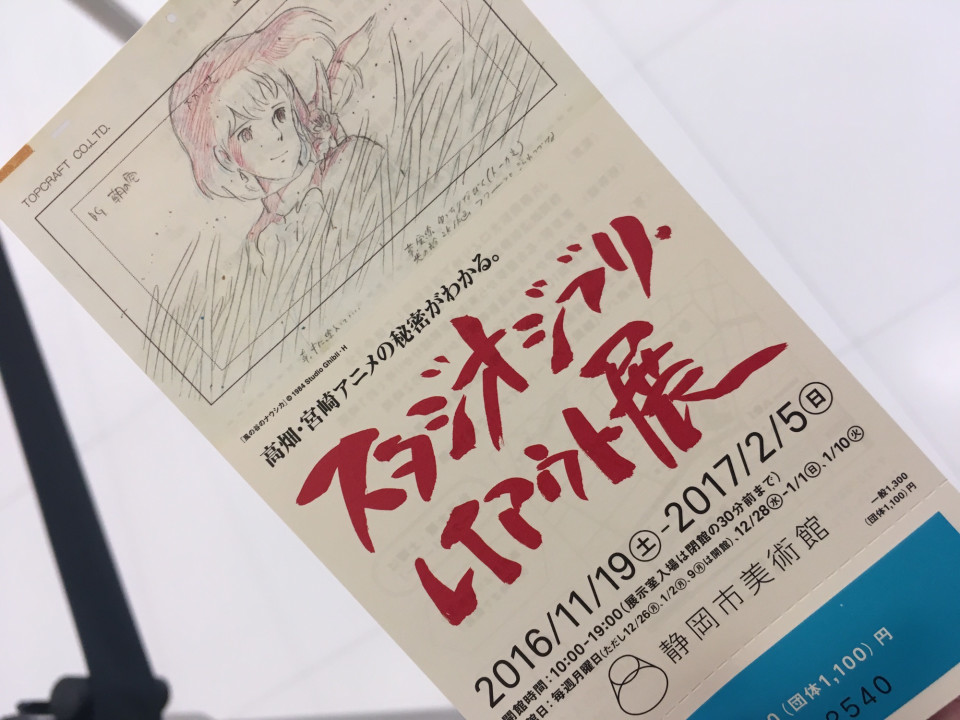 TOPCRAFT CO.,LTD.
BG 草原
『風の谷のナウシカ』© 1984 Studio Ghibli・H
高畑・宮崎アニメの秘密がわかる。
スタジオジブリ・
レイアウト展
2016/11/19㊏-2017/2/5㊐
開館時間：10:00-19:00（展示室入場は閉館の30分前まで）
館日：毎週月曜日（ただし12/26㊊、1/2㊊、9㊊は開館）、12/28㊌-1/1㊐、1/10㊋
静岡市美術館
一般1,300
（団体1,100）円
0（団体1,100）円
2540